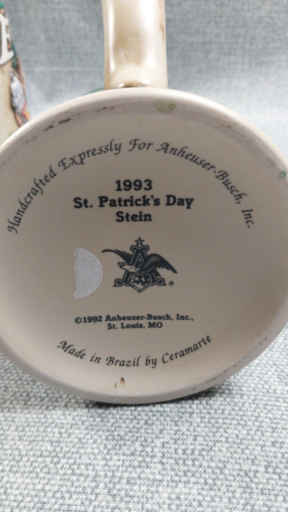 Handcrafted Expressly For Anheuser-Busch, Inc.
1993
St. Patrick's Day
Stein
®
©1992 Anheuser-Busch, Inc.,
St. Louis, MO
Made in Brazil by Ceramarte